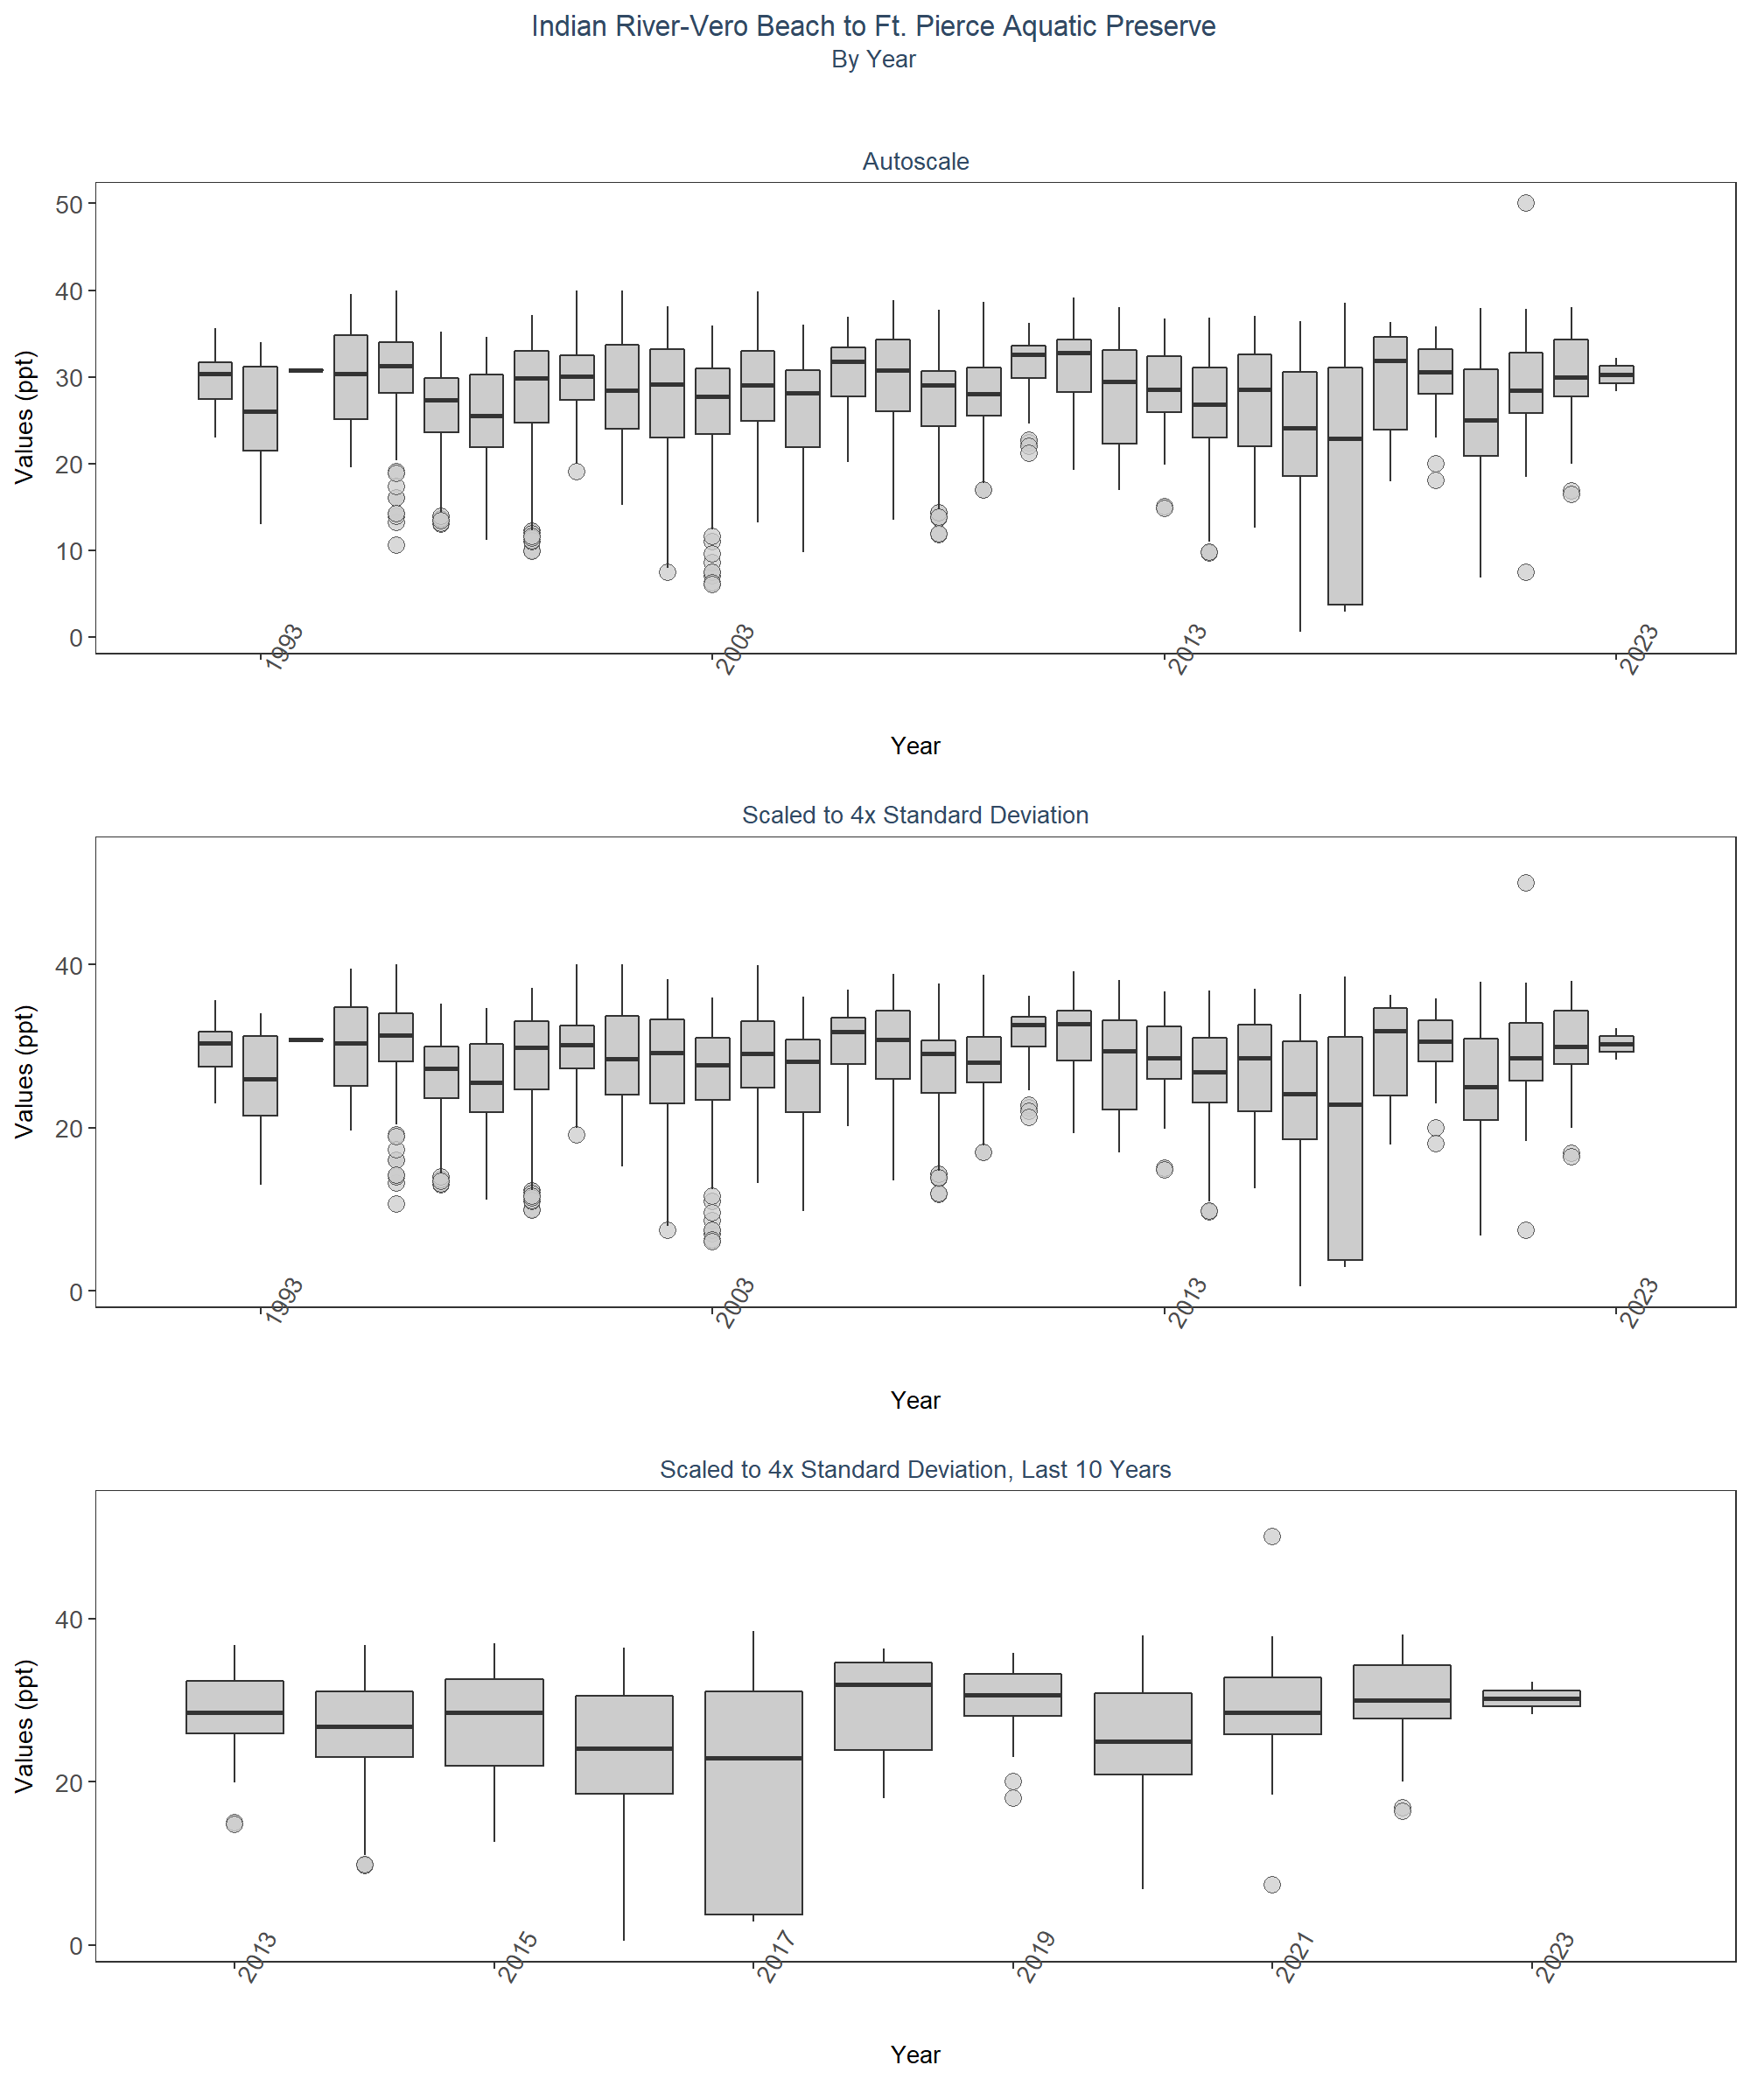 Indian River-Vero Beach to Ft. Pierce Aquatic Preserve
By Year
Autoscale
Values (ppt)
50
40
30
20
10
0
1993
2003
2013
2023
Year
Scaled to 4x Standard Deviation
Values (ppt)
40
20
0
1993
2003
2013
2023
Year
Scaled to 4x Standard Deviation, Last 10 Years
Values (ppt)
40
20
0
2013
2015
2017
2019
2021
2023
Year